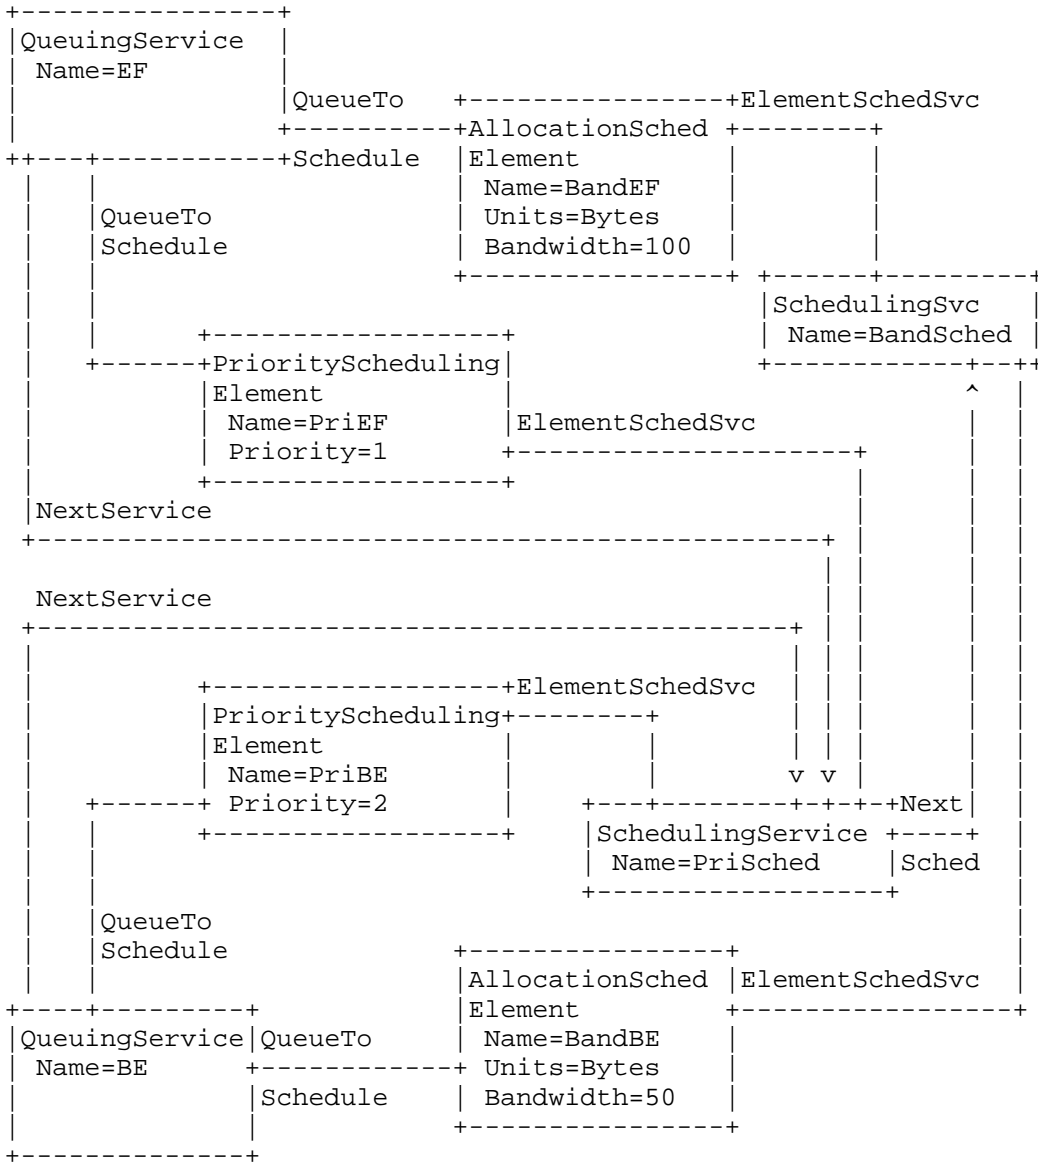 QueuingService
Name=EF
QueueTo ElementSchedSvc
AllocationSched
Schedule Element
Name=BandEF
QueueTo Units=Bytes
Schedule Bandwidth=100
SchedulingSvc
Name=BandSched
PriorityScheduling
Element
Name=PriEF ElementSchedSvc
Priority=1
NextService
NextService
ElementSchedSvc
PriorityScheduling
Element
Name=PriBE
Priority=2 Next
SchedulingService
Name=PriSched Sched
QueueTo
Schedule
AllocationSched ElementSchedSvc
Element
QueuingService QueueTo Name=BandBE
Name=BE Units=Bytes
Schedule Bandwidth=50